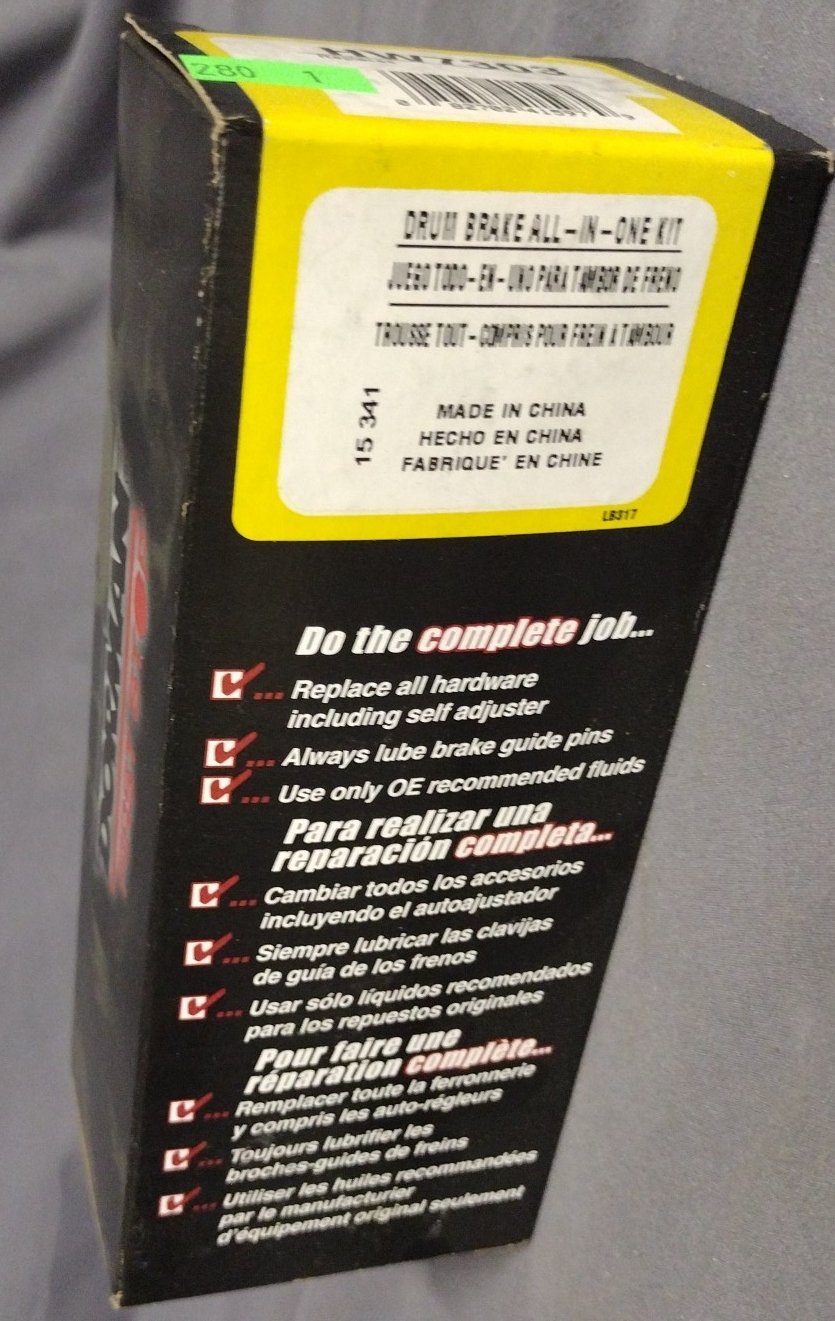 HW7303
280 1
DRUM BRAKE ALL-IN-ONE KIT
JUEGO TODO-EN-UNO PARA TAMBOR DE FRENO
TROUSSE TOUT-COMPRIS POUR FREIN A TAMBOUR
15 341
MADE IN CHINA
HECHO EN CHINA
FABRIQUE' EN CHINE
LB317
Do the complete job...
... Replace all hardware
including self adjuster
... Always lube brake guide pins
... Use only OE recommended fluids
Para realizar una
reparación completa...
... Cambiar todos los accesorios
incluyendo el autoajustador
... Siempre lubricar las clavijas
de guía de los frenos
... Usar sólo líquidos recomendados
para los repuestos originales
Pour faire une
réparation complète...
... Remplacer toute la ferronnerie
y compris les auto-régleurs
... Toujours lubrifier les
broches-guides de freins
... Utiliser les huiles recommandées
par le manufacturier
d'équipement original seulement